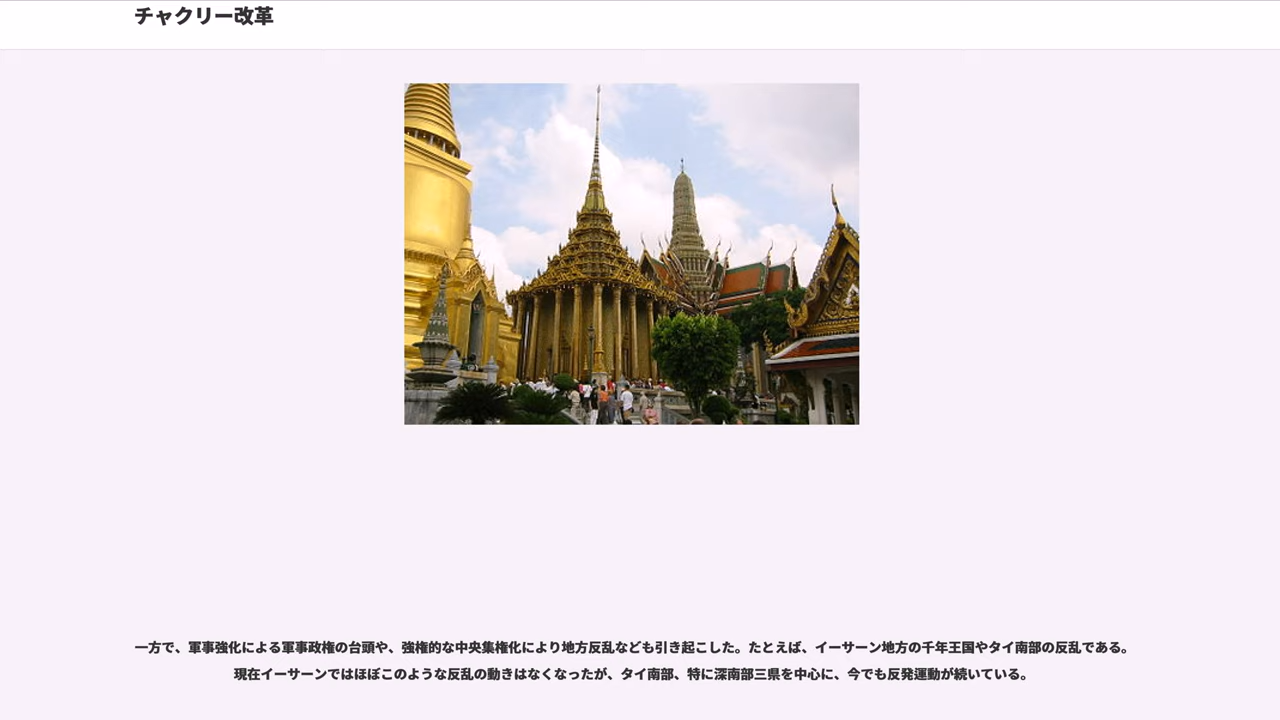 チャクリー改革
一方で、軍事強化による軍事政権の台頭や、強権的な中央集権化により地方反乱なども引き起こした。たとえば、イーサーン地方の千年王国やタイ南部の反乱である。
現在イーサーンではほぼこのような反乱の動きはなくなったが、タイ南部、特に深南部三県を中心に、今でも反発運動が続いている。